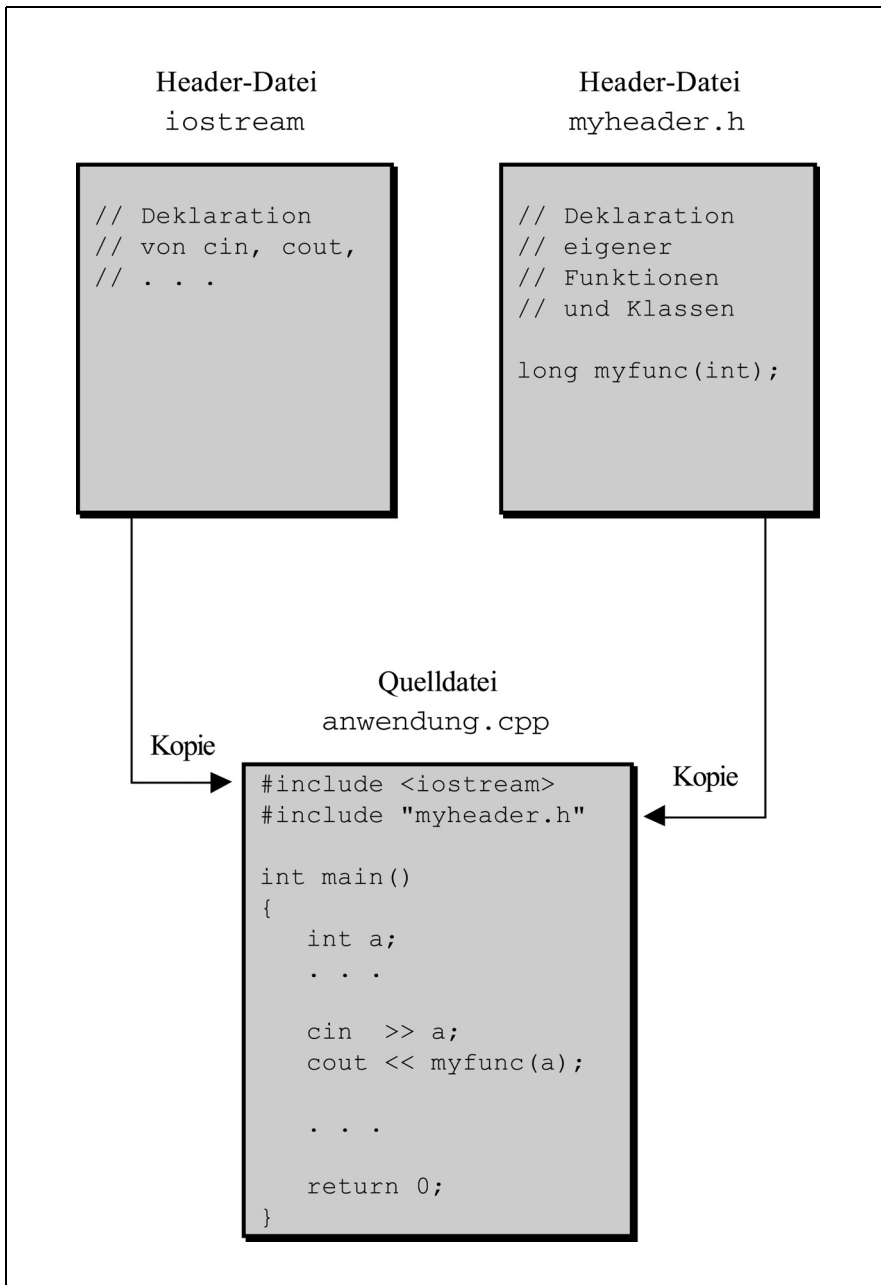 Header-Datei
iostream
// Deklaration
// von cin, cout,
// . . .
Header-Datei
myheader.h
// Deklaration
// eigener
// Funktionen
// und Klassen
long myfunc(int);
Kopie
Quelldatei
anwendung.cpp
#include <iostream>
#include "myheader.h"
int main()
{
   int a;
   . . .
   cin  >> a;
   cout << myfunc(a);
   . . .
   return 0;
}
Kopie